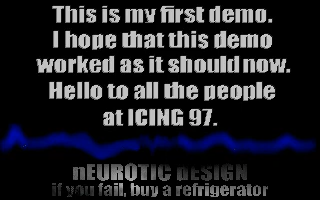 This is my first demo.
I hope that this demo
worked as it should now.
Hello to all the people
at ICING 97.
nEUROTIC dESIGN
if you fail, buy a refrigerator